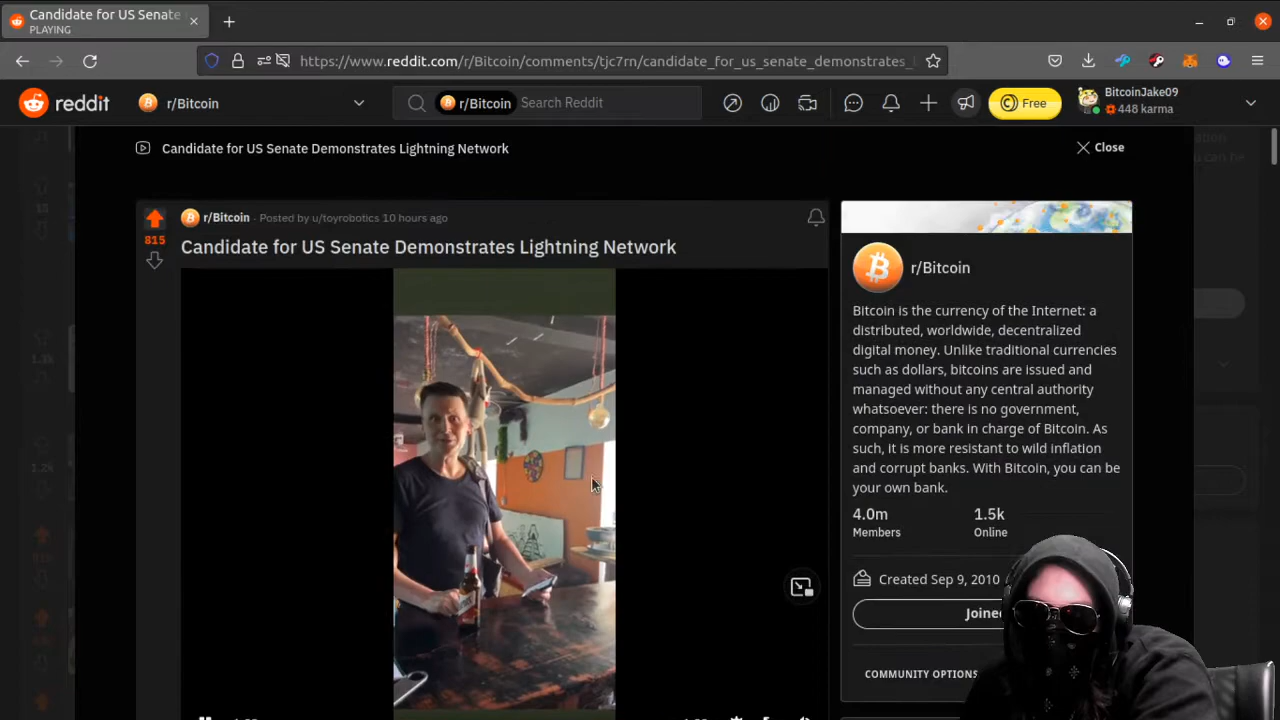 Candidate for US Senate
PLAYING
https://www.reddit.com/r/Bitcoin/comments/tjc7rn/candidate_for_us_senate_demonstrates_
reddit
r/Bitcoin
r/Bitcoin
Search Reddit
Free
BitcoinJake09
448 karma
Candidate for US Senate Demonstrates Lightning Network
Close
815
r/Bitcoin · Posted by u/toyrobotics 10 hours ago
Candidate for US Senate Demonstrates Lightning Network
r/Bitcoin
Bitcoin is the currency of the Internet: a
distributed, worldwide, decentralized
digital money. Unlike traditional currencies
such as dollars, bitcoins are issued and
managed without any central authority
whatsoever: there is no government,
company, or bank in charge of Bitcoin. As
such, it is more resistant to wild inflation
and corrupt banks. With Bitcoin, you can be
your own bank.
4.0m
Members
1.5k
Online
Created Sep 9, 2010
Joined
COMMUNITY OPTIONS